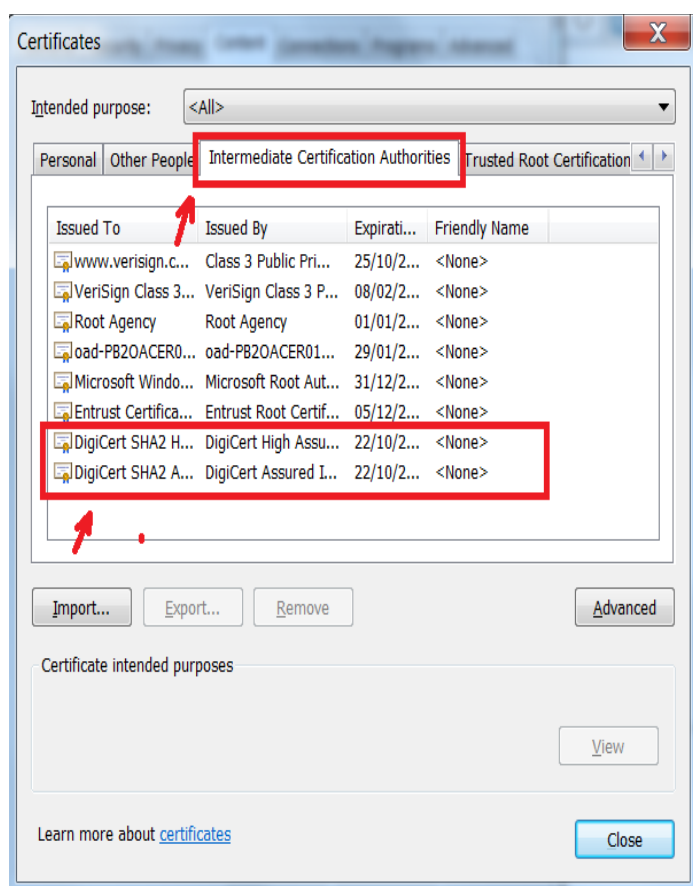 Certificates
Intended purpose: <All>
Personal Other People Intermediate Certification Authorities Trusted Root Certification
Issued To Issued By Expirati... Friendly Name
www.verisign.c... Class 3 Public Pri... 25/10/2... <None>
VeriSign Class 3... VeriSign Class 3 P... 08/02/2... <None>
Root Agency Root Agency 01/01/2... <None>
oad-PB2OACER0... oad-PB2OACER01... 29/01/2... <None>
Microsoft Windo... Microsoft Root Aut... 31/12/2... <None>
Entrust Certifica... Entrust Root Certif... 05/12/2... <None>
DigiCert SHA2 H... DigiCert High Assu... 22/10/2... <None>
DigiCert SHA2 A... DigiCert Assured I... 22/10/2... <None>
Import... Export... Remove Advanced
Certificate intended purposes
View
Learn more about certificates
Close